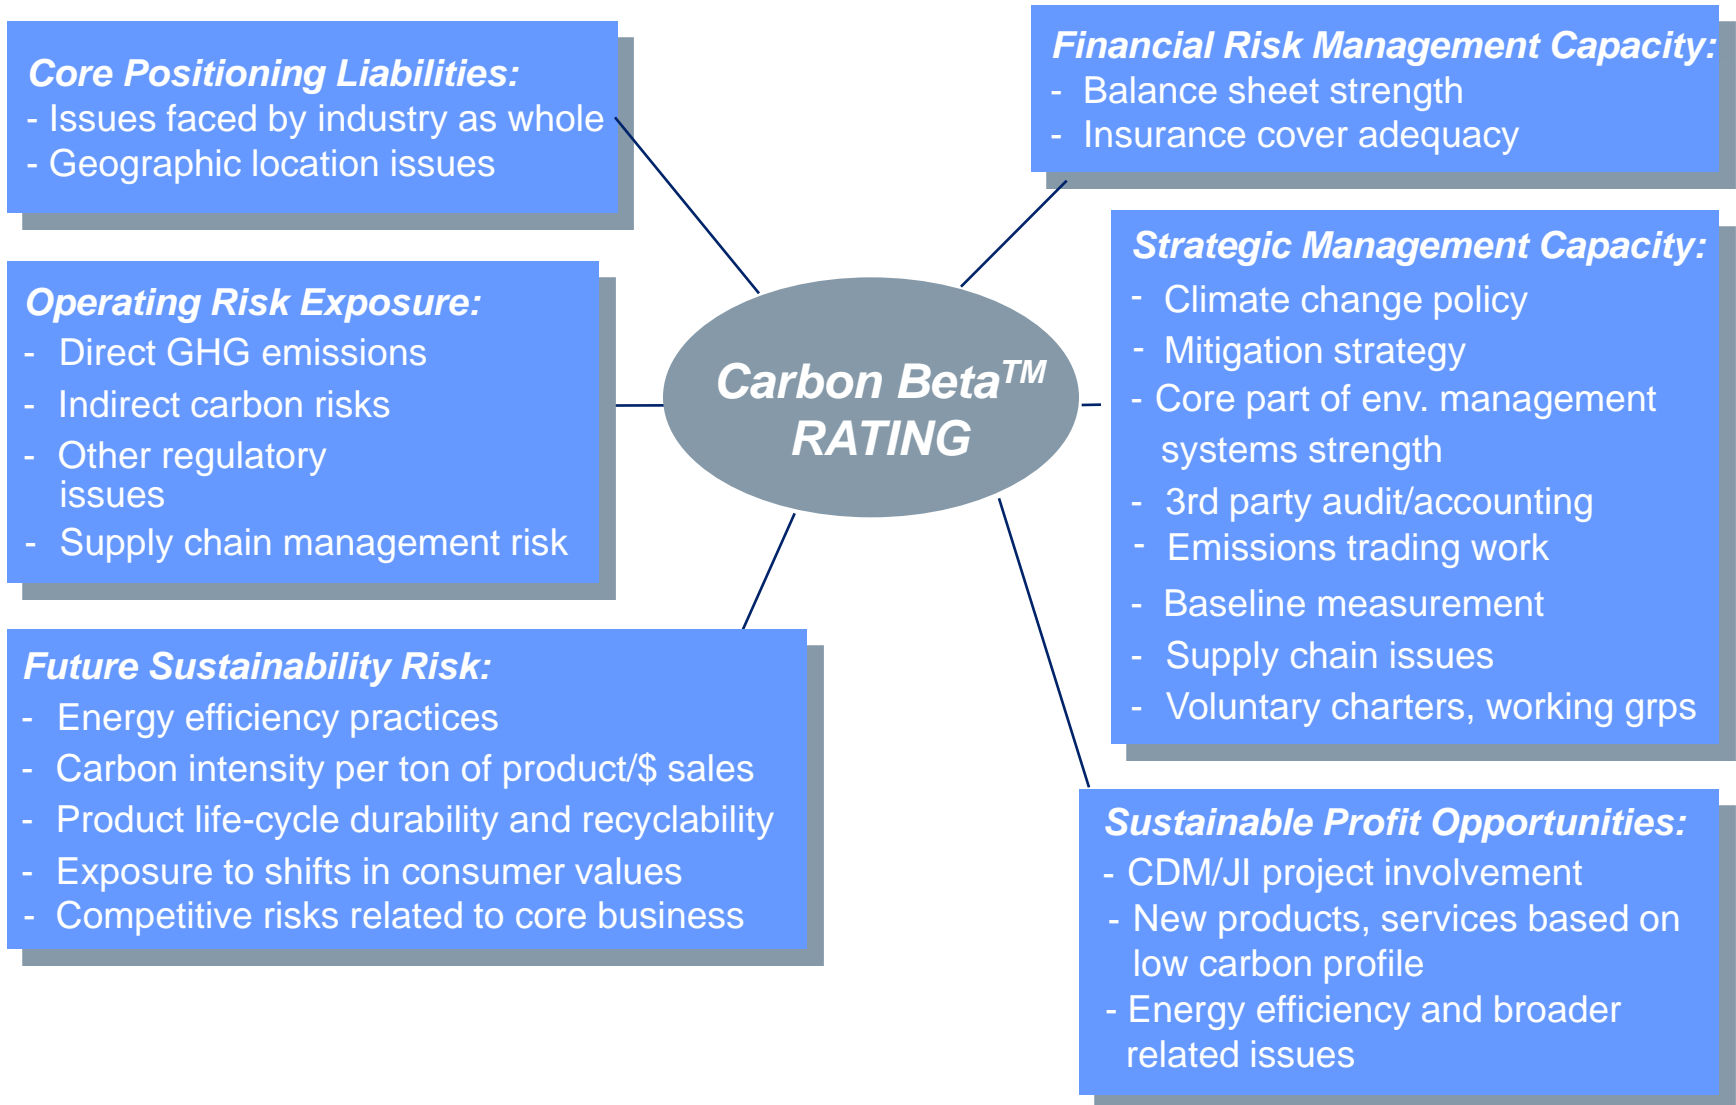 Core Positioning Liabilities:
- Issues faced by industry as whole
- Geographic location issues
Operating Risk Exposure:
- Direct GHG emissions
- Indirect carbon risks
- Other regulatory
issues
- Supply chain management risk
Future Sustainability Risk:
- Energy efficiency practices
- Carbon intensity per ton of product/$ sales
- Product life-cycle durability and recyclability
- Exposure to shifts in consumer values
- Competitive risks related to core business
Carbon Beta™
RATING
Financial Risk Management Capacity:
- Balance sheet strength
- Insurance cover adequacy
Strategic Management Capacity:
- Climate change policy
- Mitigation strategy
- Core part of env. management
systems strength
- 3rd party audit/accounting
- Emissions trading work
- Baseline measurement
- Supply chain issues
- Voluntary charters, working grps
Sustainable Profit Opportunities:
- CDM/JI project involvement
- New products, services based on
low carbon profile
- Energy efficiency and broader
related issues